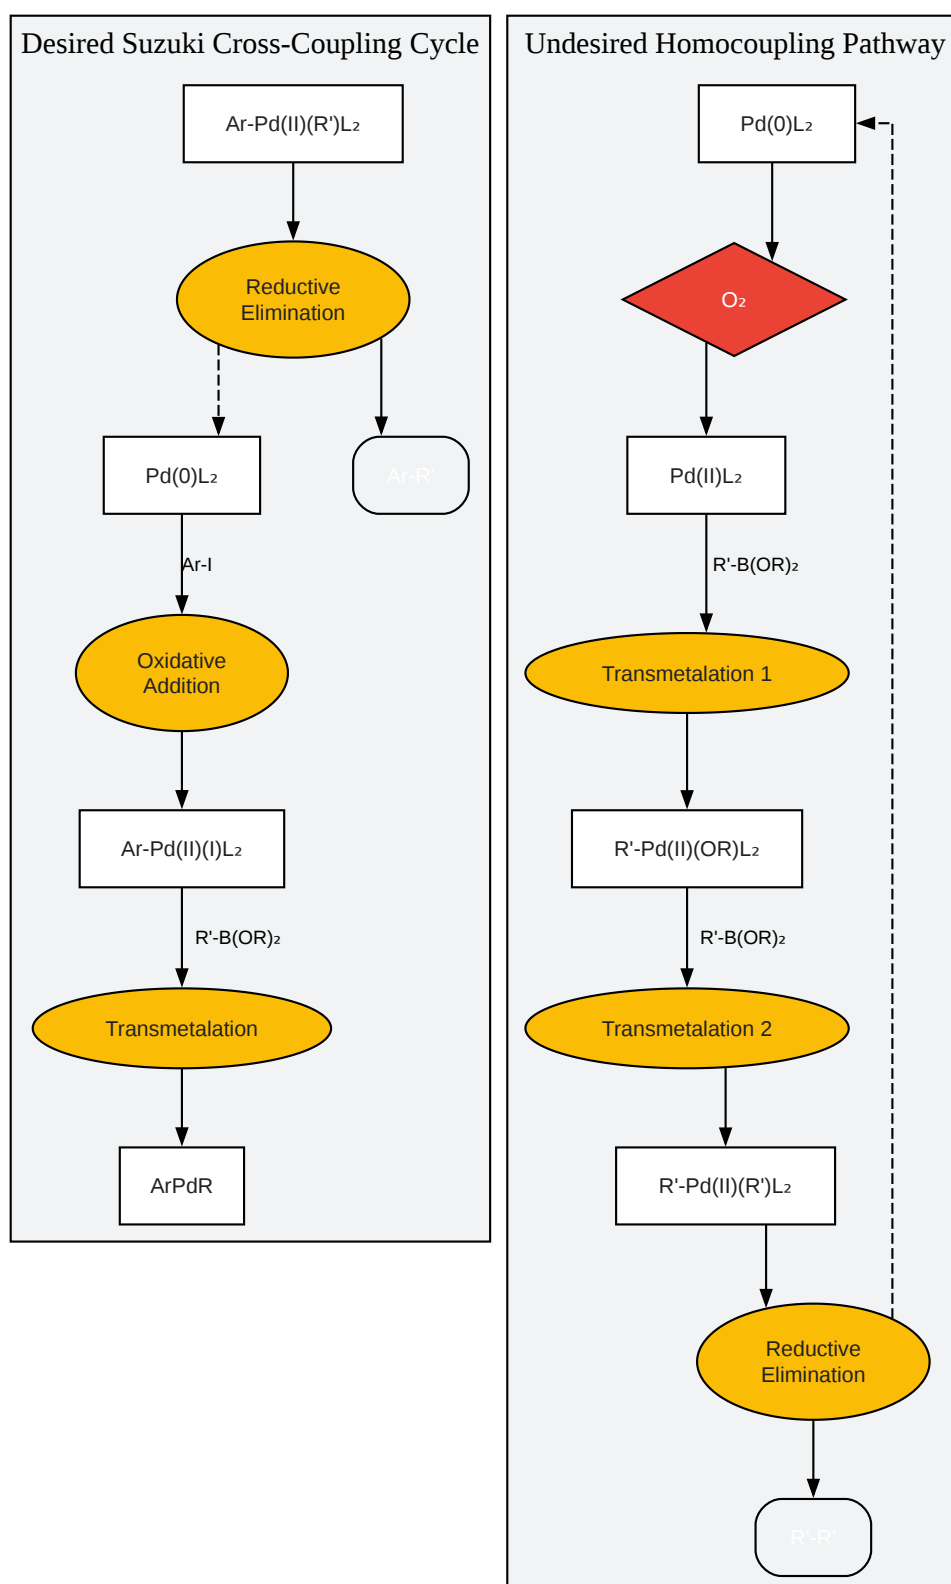 Desired Suzuki Cross-Coupling Cycle
Ar-Pd(II)(R')L₂
Reductive
Elimination
Pd(0)L₂
Ar-R'
Ar-I
Oxidative
Addition
Ar-Pd(II)(I)L₂
R'-B(OR)₂
Transmetalation
ArPdR
Undesired Homocoupling Pathway
Pd(0)L₂
O₂
Pd(II)L₂
R'-B(OR)₂
Transmetalation 1
R'-Pd(II)(OR)L₂
R'-B(OR)₂
Transmetalation 2
R'-Pd(II)(R')L₂
Reductive
Elimination
R'-R'